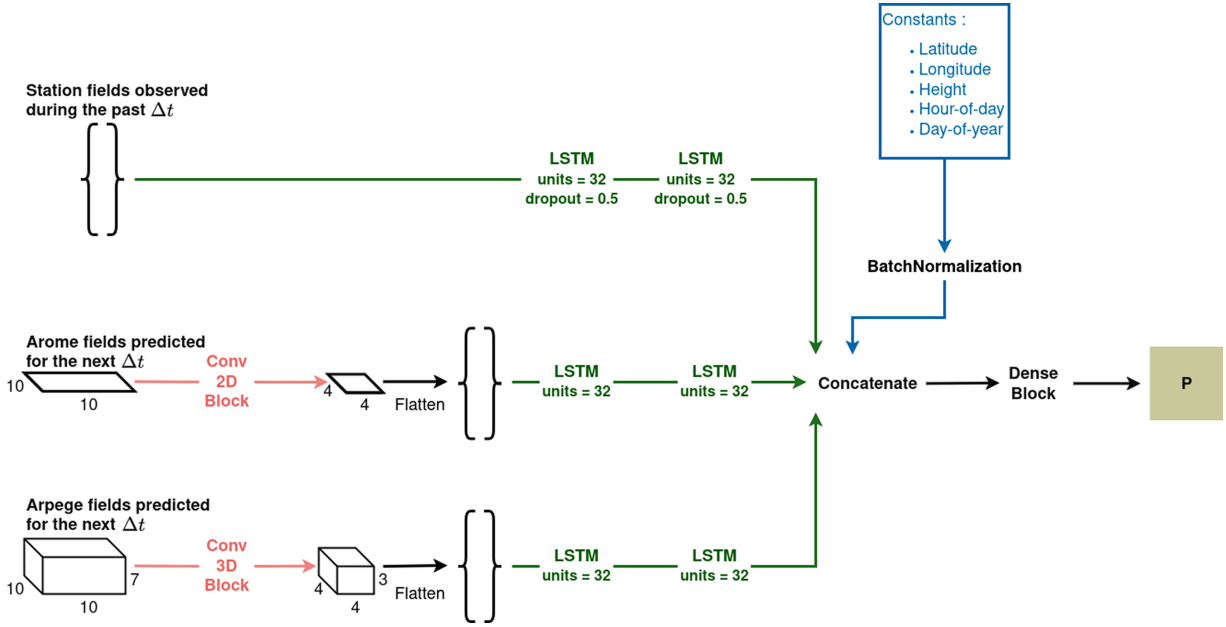 Constants :
• Latitude
• Longitude
• Height
• Hour-of-day
• Day-of-year
Station fields observed
during the past Δt
LSTM
units = 32
dropout = 0.5
LSTM
units = 32
dropout = 0.5
BatchNormalization
Arome fields predicted
for the next Δt
10
10
Conv
2D
Block
4
4
Flatten
LSTM
units = 32
LSTM
units = 32
Concatenate
Dense
Block
P
Arpege fields predicted
for the next Δt
10
10
7
Conv
3D
Block
4
4
3
Flatten
LSTM
units = 32
LSTM
units = 32